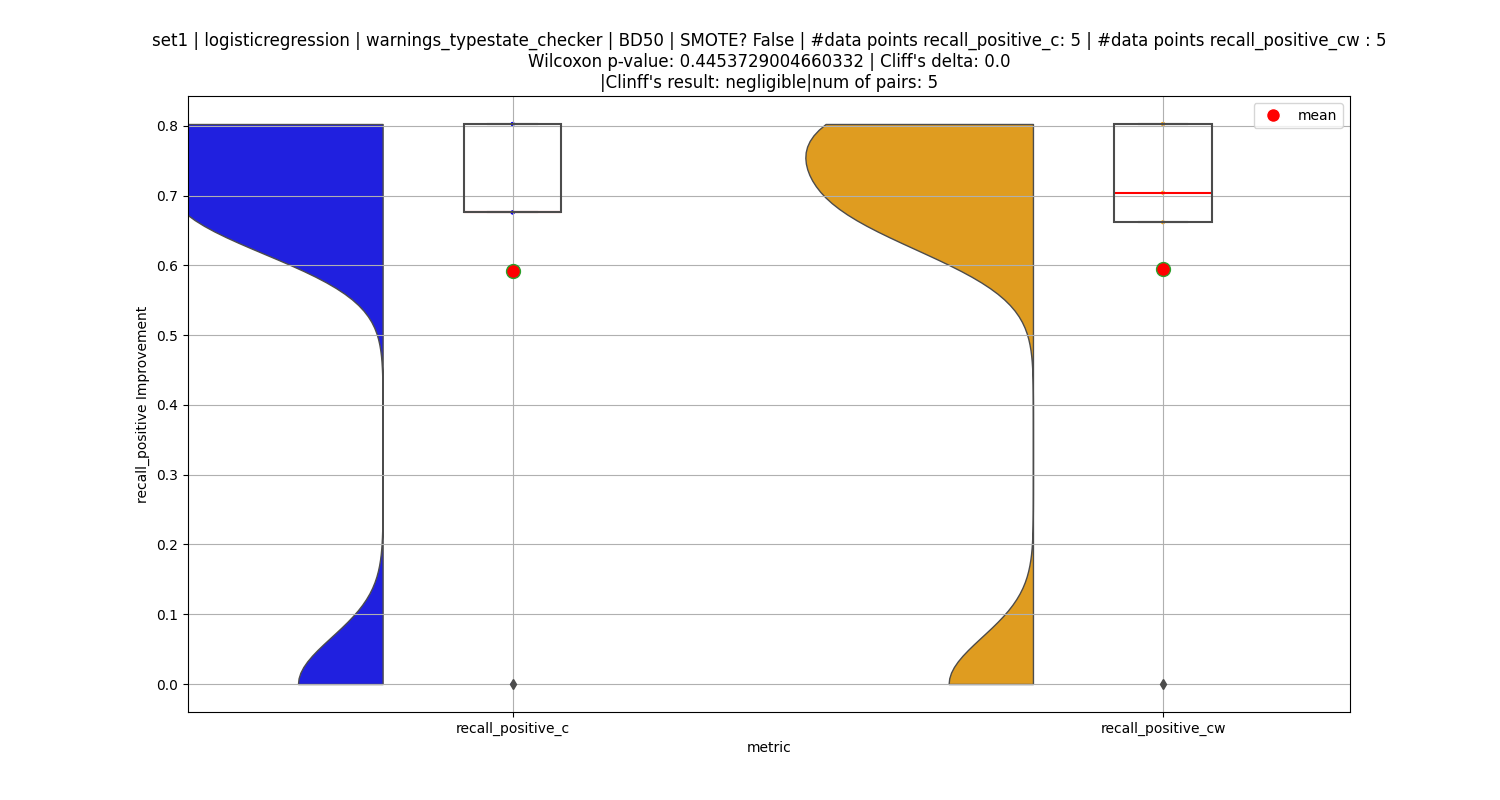 set1 | logisticregression | warnings_typestate_checker | BD50 | SMOTE? False | #data points recall_positive_c: 5 | #data points recall_positive_cw : 5
Wilcoxon p-value: 0.4453729004660332 | Cliff's delta: 0.0
|Clinff's result: negligible|num of pairs: 5
mean
0.8
0.7
0.6
0.5
0.4
0.3
0.2
0.1
0.0
recall_positive Improvement
recall_positive_c
recall_positive_cw
metric